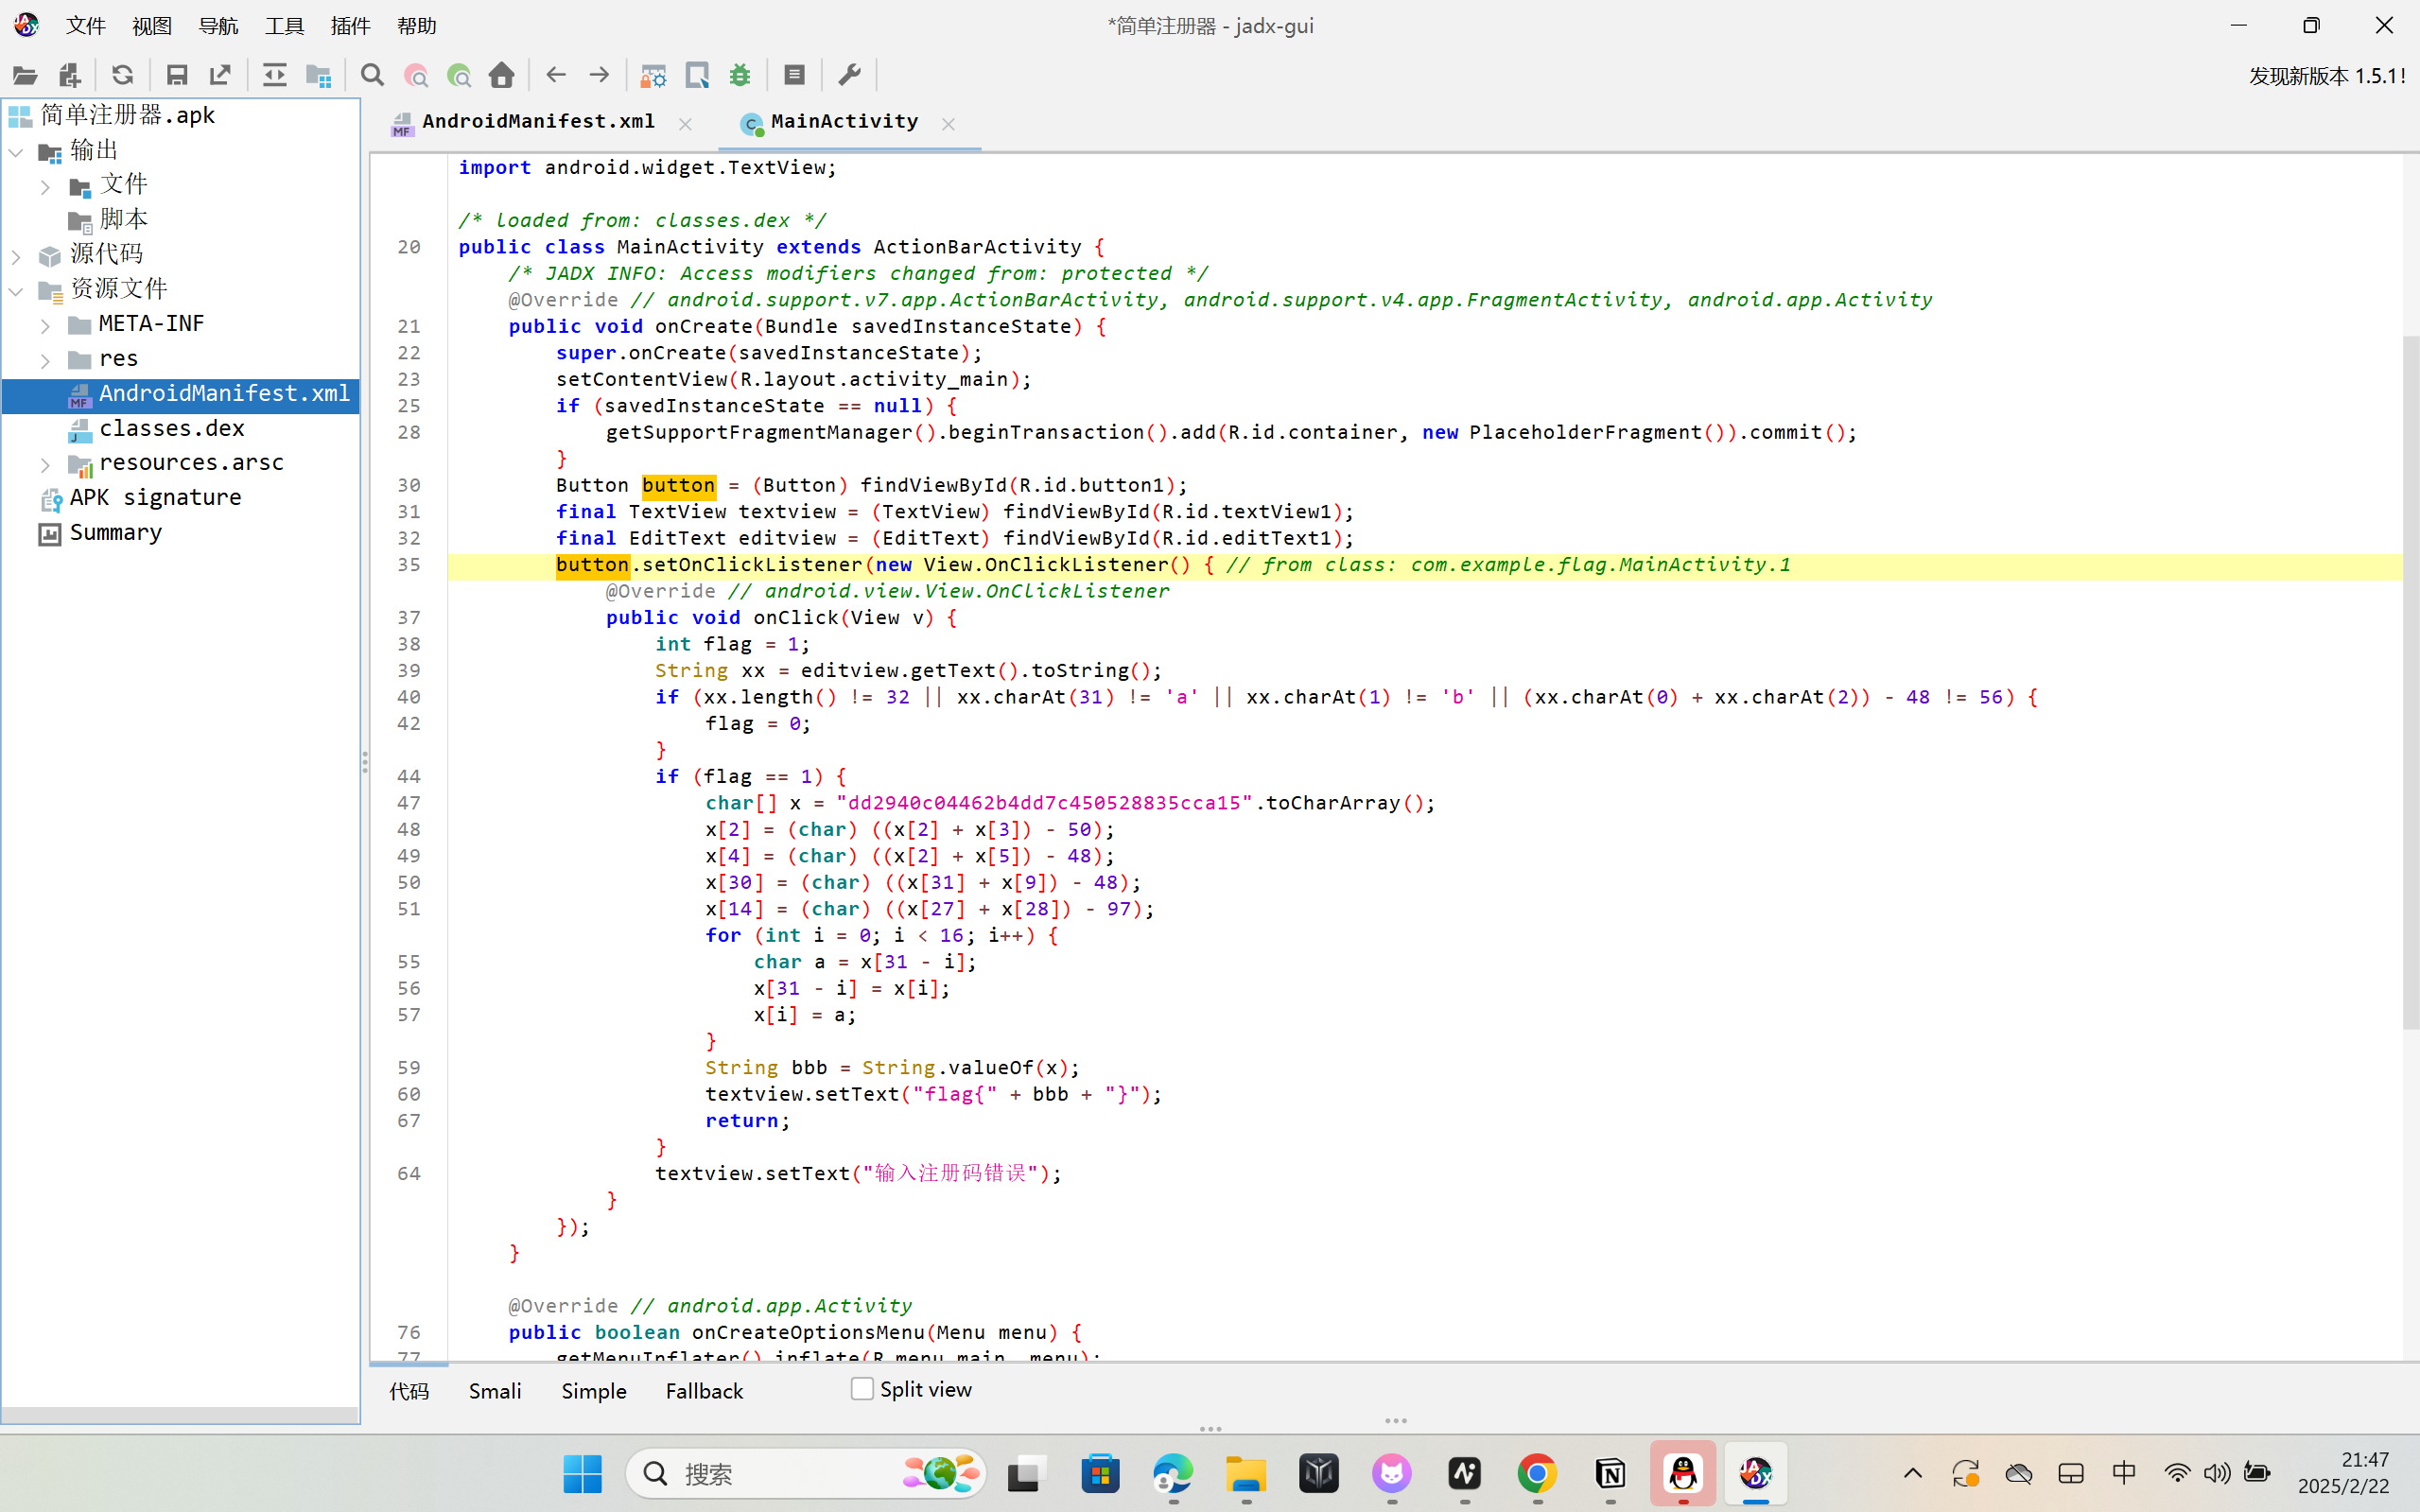 文件 视图 导航 工具 插件 帮助
*简单注册器 - jadx-gui
发现新版本 1.5.1!
简单注册器.apk
输出
文件
脚本
源代码
资源文件
META-INF
res
AndroidManifest.xml
classes.dex
resources.arsc
APK signature
Summary
AndroidManifest.xml
MainActivity
import android.widget.TextView;
/* loaded from: classes.dex */
20 public class MainActivity extends ActionBarActivity {
/* JADX INFO: Access modifiers changed from: protected */
@Override // android.support.v7.app.ActionBarActivity, android.support.v4.app.FragmentActivity, android.app.Activity
21 public void onCreate(Bundle savedInstanceState) {
22 super.onCreate(savedInstanceState);
23 setContentView(R.layout.activity_main);
25 if (savedInstanceState == null) {
28 getSupportFragmentManager().beginTransaction().add(R.id.container, new PlaceholderFragment()).commit();
}
30 Button button = (Button) findViewById(R.id.button1);
31 final TextView textview = (TextView) findViewById(R.id.textView1);
32 final EditText editview = (EditText) findViewById(R.id.editText1);
35 button.setOnClickListener(new View.OnClickListener() { // from class: com.example.flag.MainActivity.1
@Override // android.view.View.OnClickListener
37 public void onClick(View v) {
38 int flag = 1;
39 String xx = editview.getText().toString();
40 if (xx.length() != 32 || xx.charAt(31) != 'a' || xx.charAt(1) != 'b' || (xx.charAt(0) + xx.charAt(2)) - 48 != 56) {
42 flag = 0;
}
44 if (flag == 1) {
47 char[] x = "dd2940c04462b4dd7c450528835cca15".toCharArray();
48 x[2] = (char) ((x[2] + x[3]) - 50);
49 x[4] = (char) ((x[2] + x[5]) - 48);
50 x[30] = (char) ((x[31] + x[9]) - 48);
51 x[14] = (char) ((x[27] + x[28]) - 97);
for (int i = 0; i < 16; i++) {
55 char a = x[31 - i];
56 x[31 - i] = x[i];
57 x[i] = a;
}
59 String bbb = String.valueOf(x);
60 textview.setText("flag{" + bbb + "}");
67 return;
}
64 textview.setText("输入注册码错误");
}
});
}
@Override // android.app.Activity
76 public boolean onCreateOptionsMenu(Menu menu) {
77 getMenuInflater().inflate(R.menu.main, menu);
代码 Smali Simple Fallback Split view
搜索
中
21:47
2025/2/22